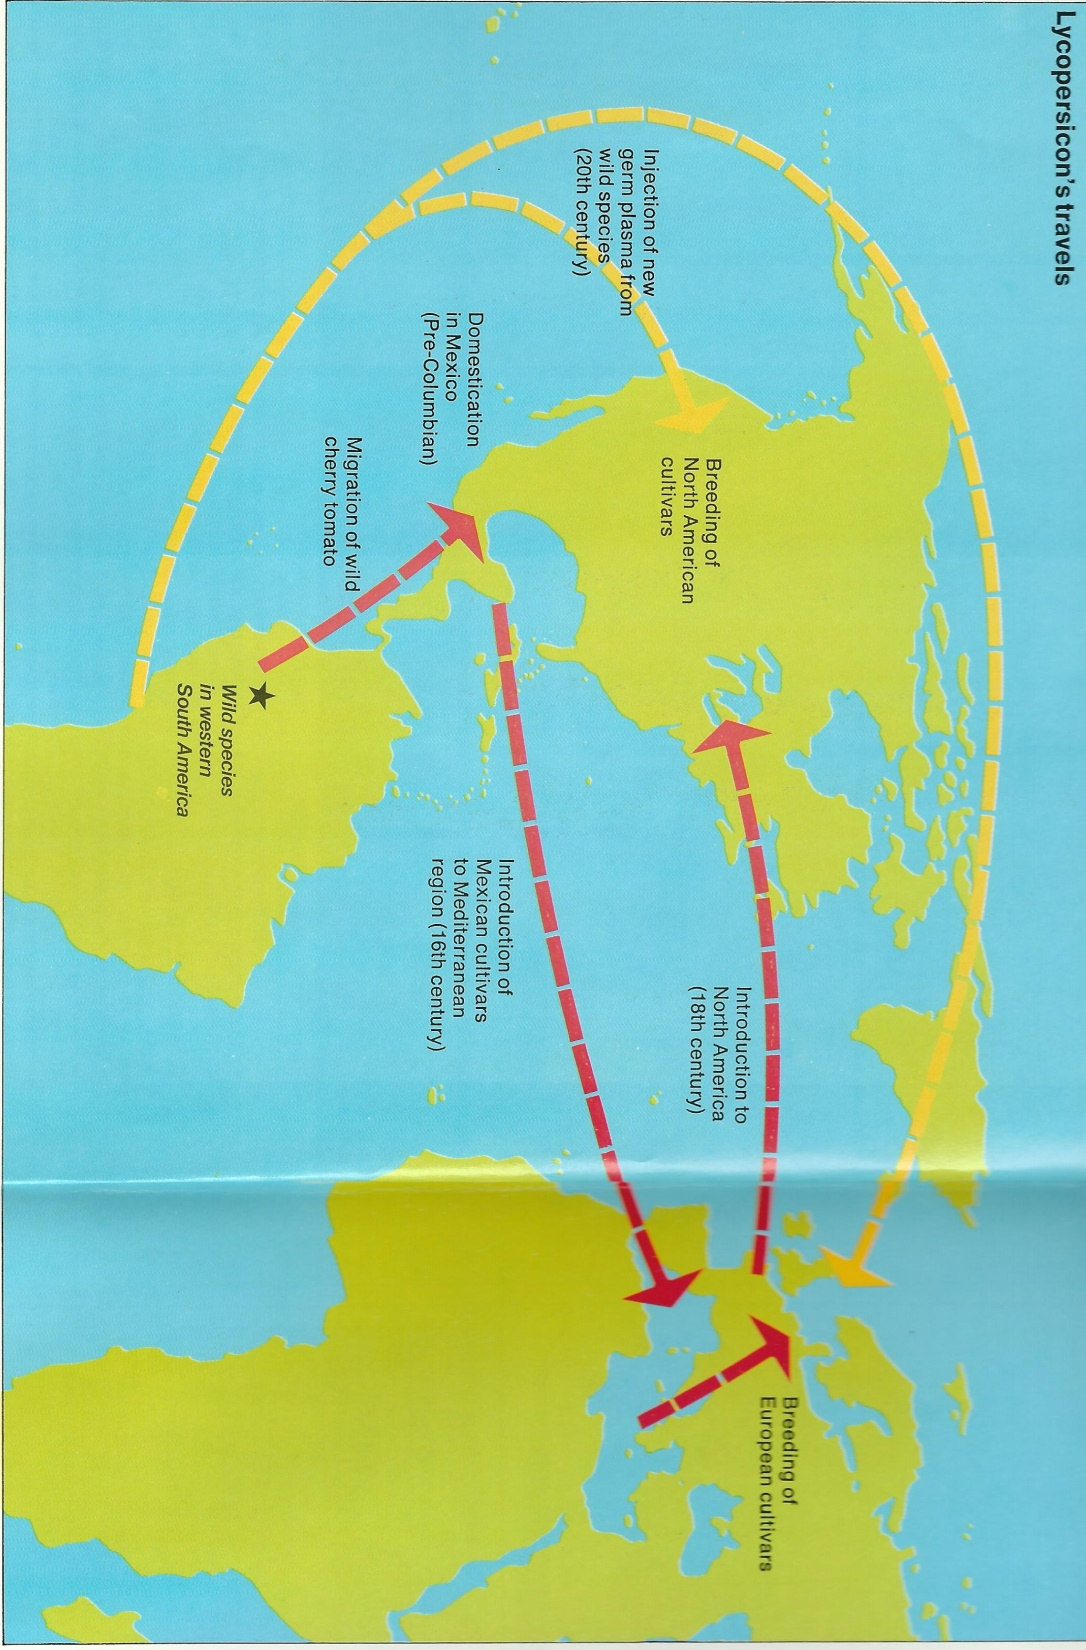 Lycopersicon's travels
Injection of new
germ plasma from
wild species
(20th century)
Breeding of
North American
cultivars
Domestication
in Mexico
(Pre-Columbian)
Migration of wild
cherry tomato
Wild species
in western
South America
Introduction of
Mexican cultivars
to Mediterranean
region (16th century)
Introduction to
North America
(18th century)
Breeding of
European cultivars